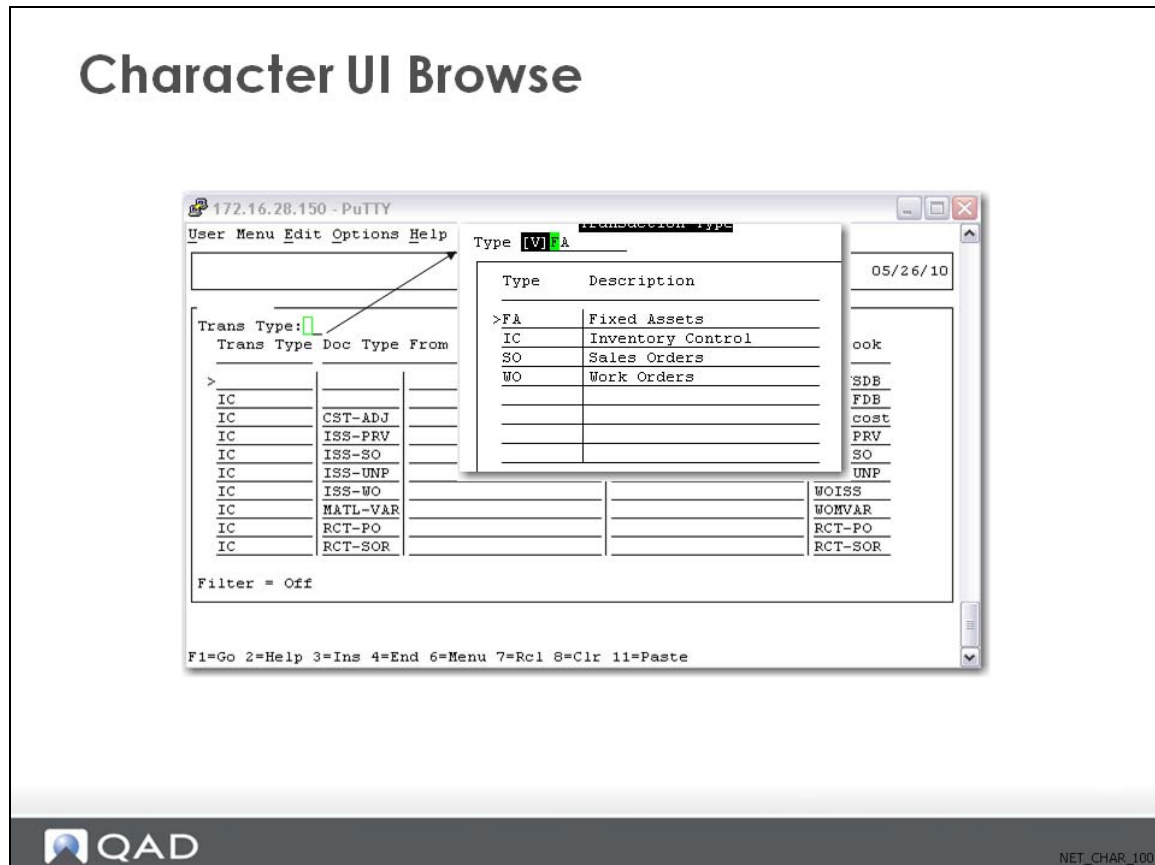 Character UI Browse
172.16.28.150 - PuTTY
User Menu Edit Options Help
Transaction Type
Type [V]FA
05/26/10
Type Description
>FA Fixed Assets
IC Inventory Control
SO Sales Orders
WO Work Orders
Trans Type:
Trans Type Doc Type From ook
> SDB
IC FDB
IC CST-ADJ cost
IC ISS-PRV PRV
IC ISS-SO SO
IC ISS-UNP UNP
IC ISS-WO WOISS
IC MATL-VAR WOMVAR
IC RCT-PO RCT-PO
IC RCT-SOR RCT-SOR
Filter = Off
F1=Go 2=Help 3=Ins 4=End 6=Menu 7=Rcl 8=Clr 11=Paste
QAD
NET_CHAR_100